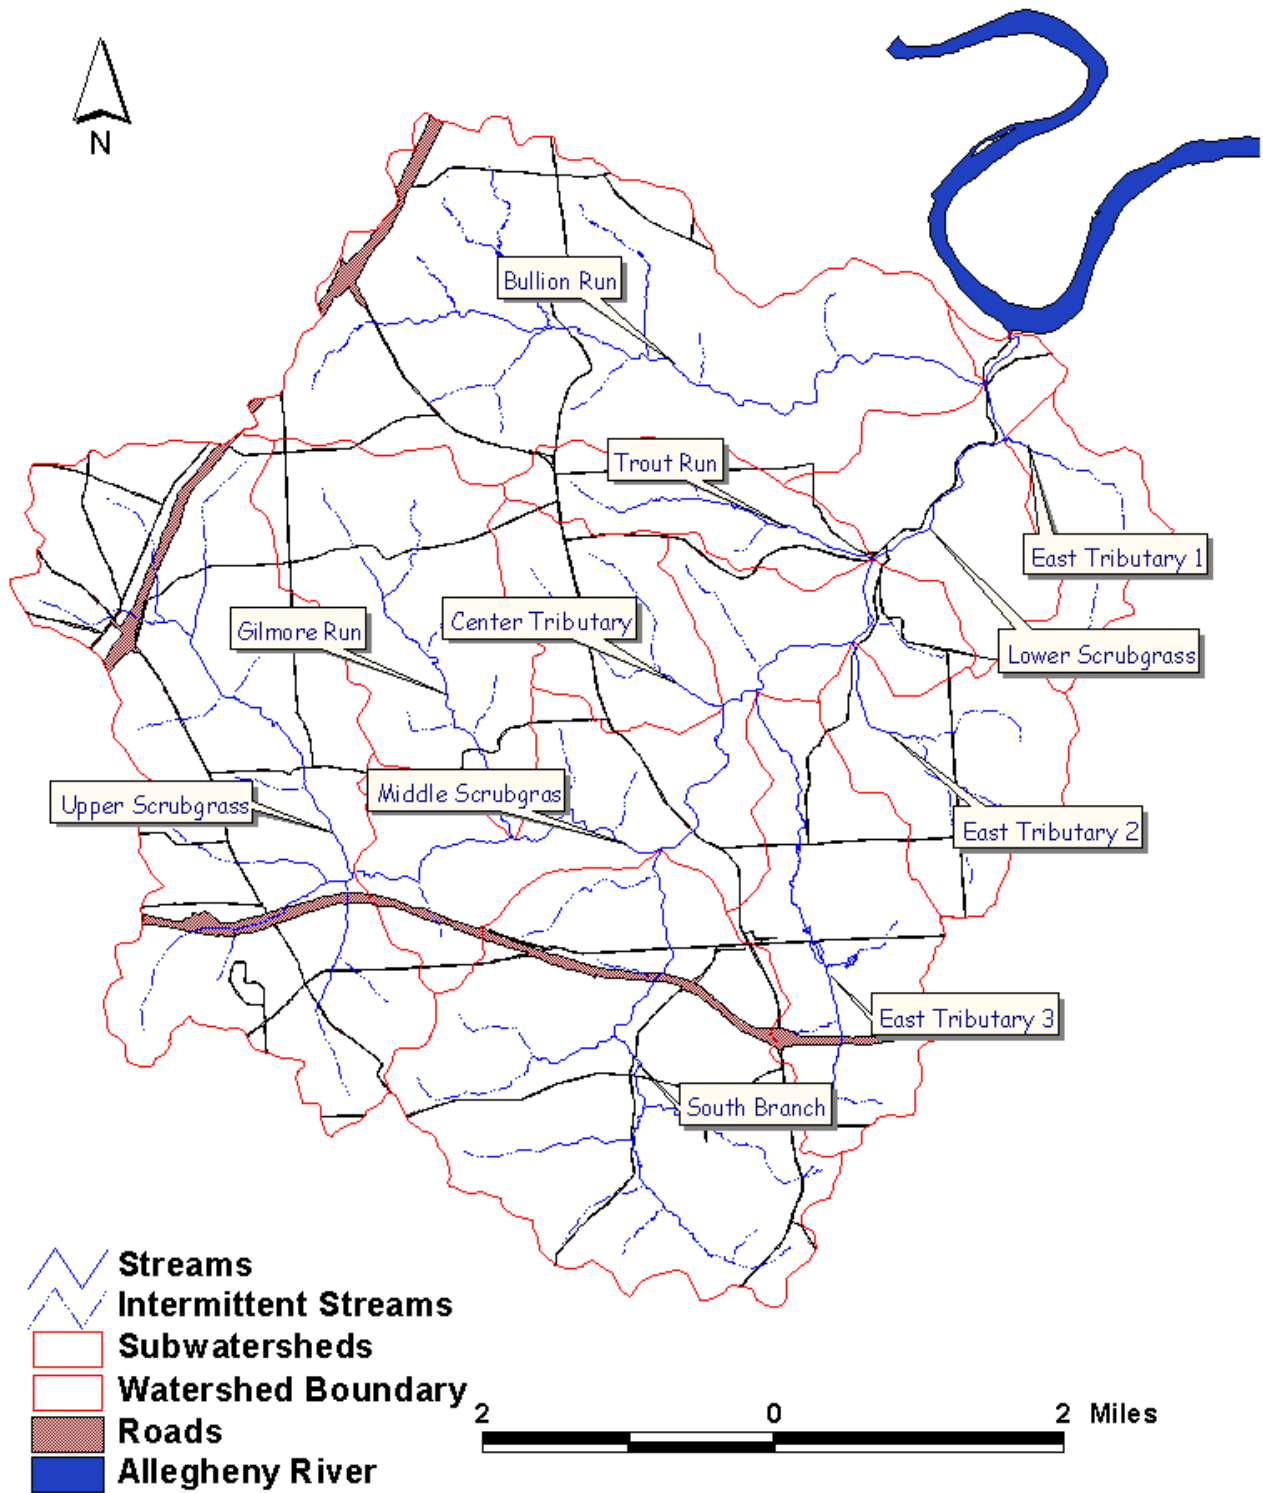 N
Bullion Run
Trout Run
East Tributary 1
Gilmore Run
Center Tributary
Lower Scrubgrass
Upper Scrubgrass
Middle Scrubgras
East Tributary 2
East Tributary 3
South Branch
Streams
Intermittent Streams
Subwatersheds
Watershed Boundary
Roads
Allegheny River
2 0 2 Miles